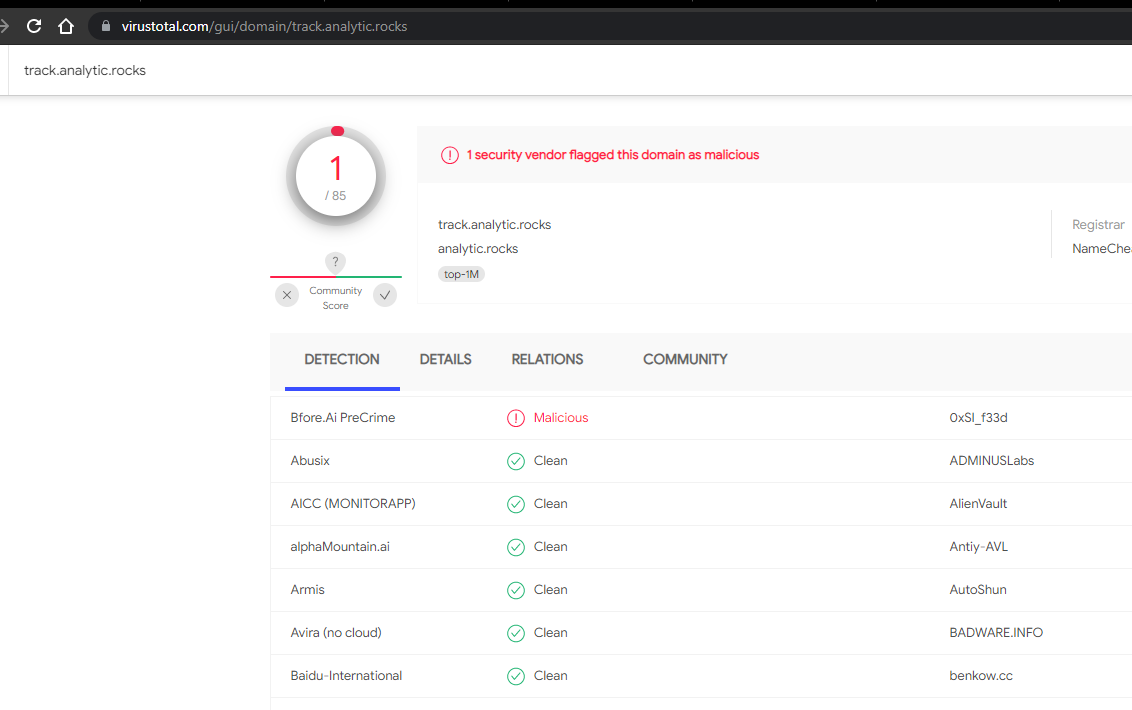 virustotal.com/gui/domain/track.analytic.rocks
track.analytic.rocks
1
/ 85
?
Community
Score
1 security vendor flagged this domain as malicious
track.analytic.rocks
analytic.rocks
top-1M
Registrar
NameChe
DETECTION DETAILS RELATIONS COMMUNITY
Bfore.Ai PreCrime Malicious 0xSI_f33d
Abusix Clean ADMINUSLabs
AICC (MONITORAPP) Clean AlienVault
alphaMountain.ai Clean Antiy-AVL
Armis Clean AutoShun
Avira (no cloud) Clean BADWARE.INFO
Baidu-International Clean benkow.cc